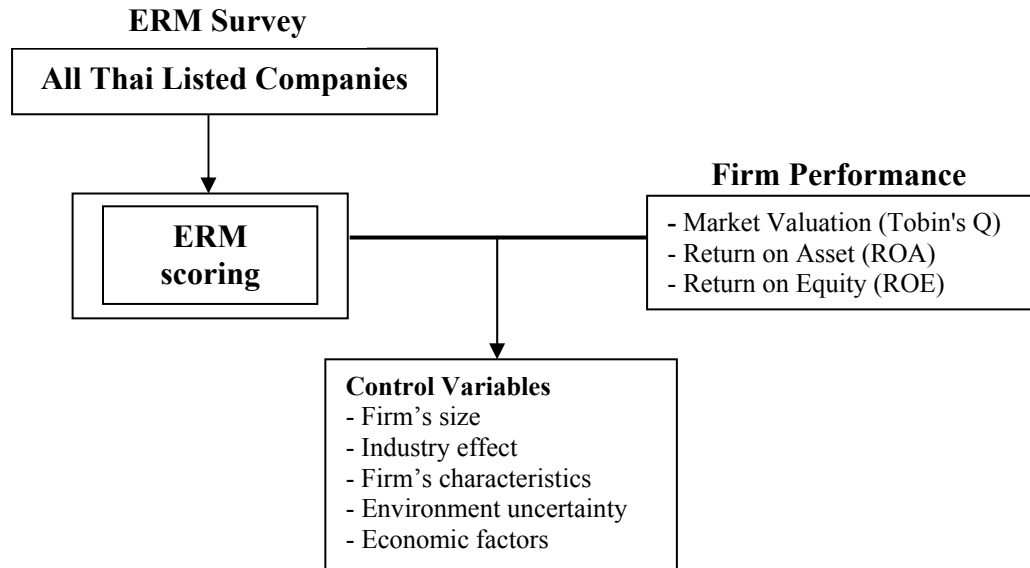 ERM Survey
All Thai Listed Companies
ERM
scoring
Firm Performance
- Market Valuation (Tobin's Q)
- Return on Asset (ROA)
- Return on Equity (ROE)
Control Variables
- Firm’s size
- Industry effect
- Firm’s characteristics
- Environment uncertainty
- Economic factors